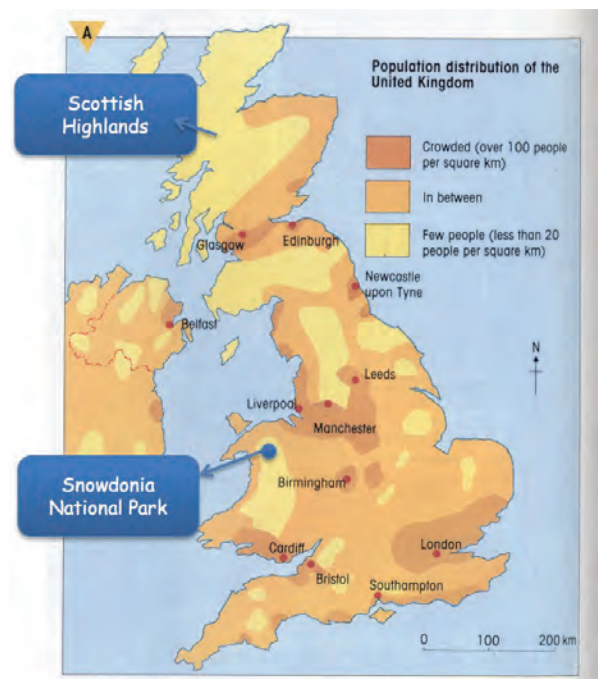 A
Population distribution of the
United Kingdom
Scottish
Highlands
Crowded (over 100 people
per square km)
In between
Few people (less than 20
people per square km)
Glasgow
Edinburgh
Newcastle
upon Tyne
Belfast
N
Leeds
Liverpool
Manchester
Snowdonia
National Park
Birmingham
Cardiff
London
Bristol
Southampton
0 100 200 km